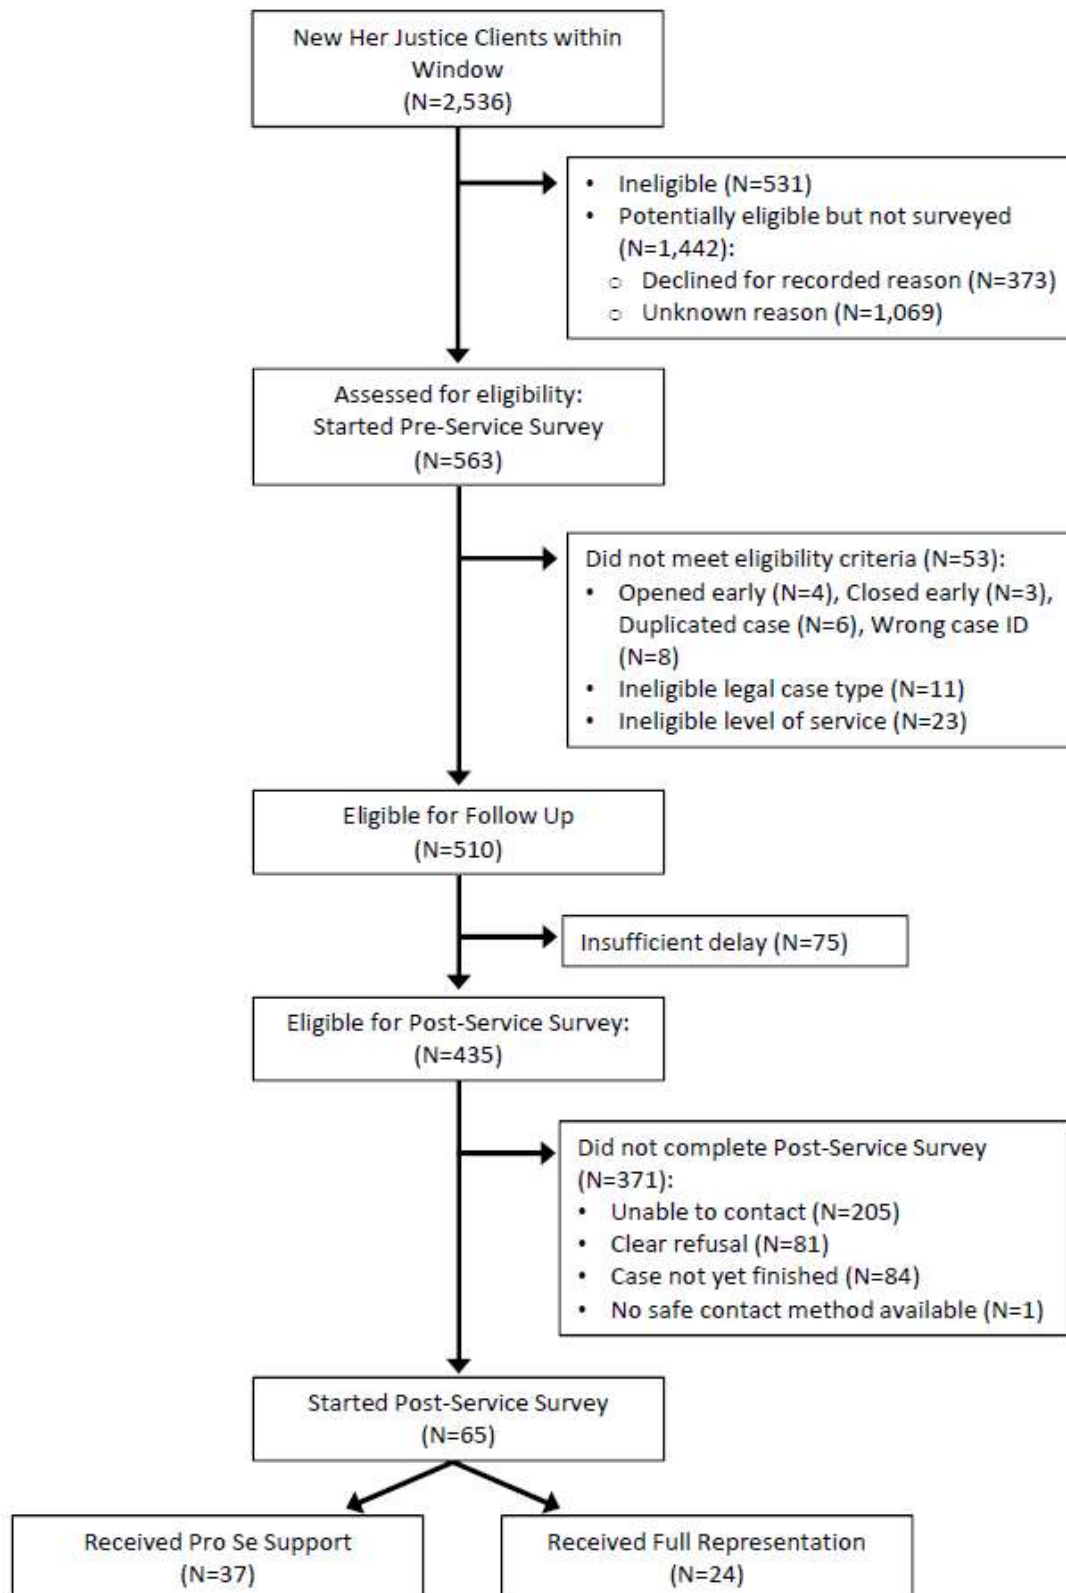 New Her Justice Clients within
Window
(N=2,536)
• Ineligible (N=531)
• Potentially eligible but not surveyed
(N=1,442):
o Declined for recorded reason (N=373)
o Unknown reason (N=1,069)
Assessed for eligibility:
Started Pre-Service Survey
(N=563)
Did not meet eligibility criteria (N=53):
• Opened early (N=4), Closed early (N=3),
Duplicated case (N=6), Wrong case ID
(N=8)
• Ineligible legal case type (N=11)
• Ineligible level of service (N=23)
Eligible for Follow Up
(N=510)
Insufficient delay (N=75)
Eligible for Post-Service Survey:
(N=435)
Did not complete Post-Service Survey
(N=371):
• Unable to contact (N=205)
• Clear refusal (N=81)
• Case not yet finished (N=84)
• No safe contact method available (N=1)
Started Post-Service Survey
(N=65)
Received Pro Se Support
(N=37)
Received Full Representation
(N=24)